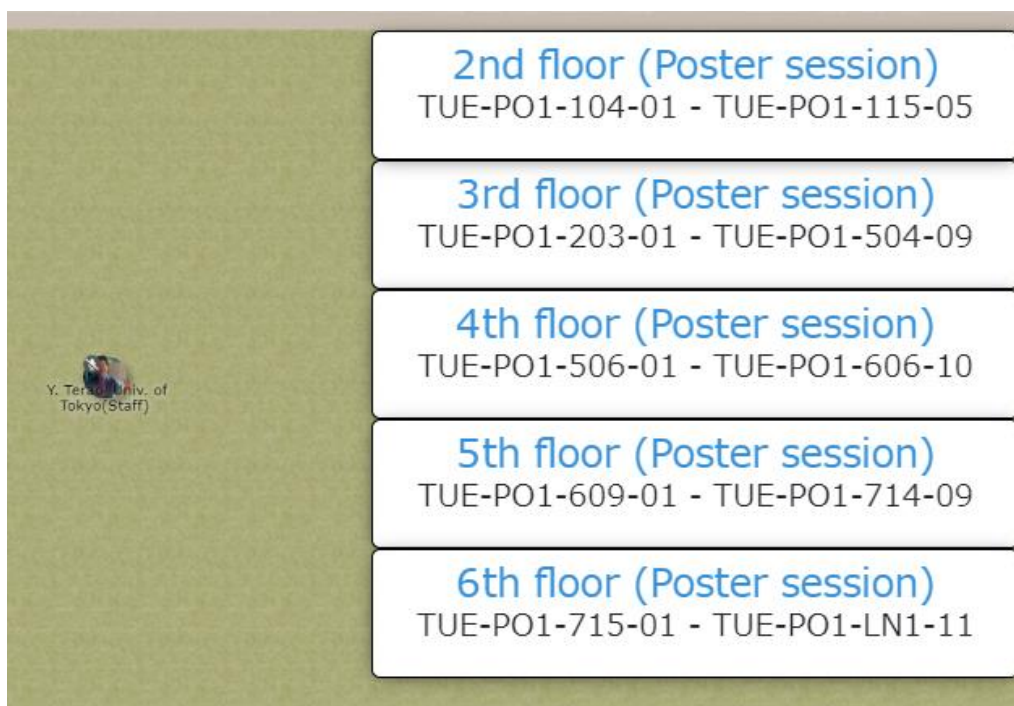 2nd floor (Poster session)
TUE-PO1-104-01 - TUE-PO1-115-05
3rd floor (Poster session)
TUE-PO1-203-01 - TUE-PO1-504-09
4th floor (Poster session)
TUE-PO1-506-01 - TUE-PO1-606-10
Y. Terao, Univ. of
Tokyo(Staff)
5th floor (Poster session)
TUE-PO1-609-01 - TUE-PO1-714-09
6th floor (Poster session)
TUE-PO1-715-01 - TUE-PO1-LN1-11